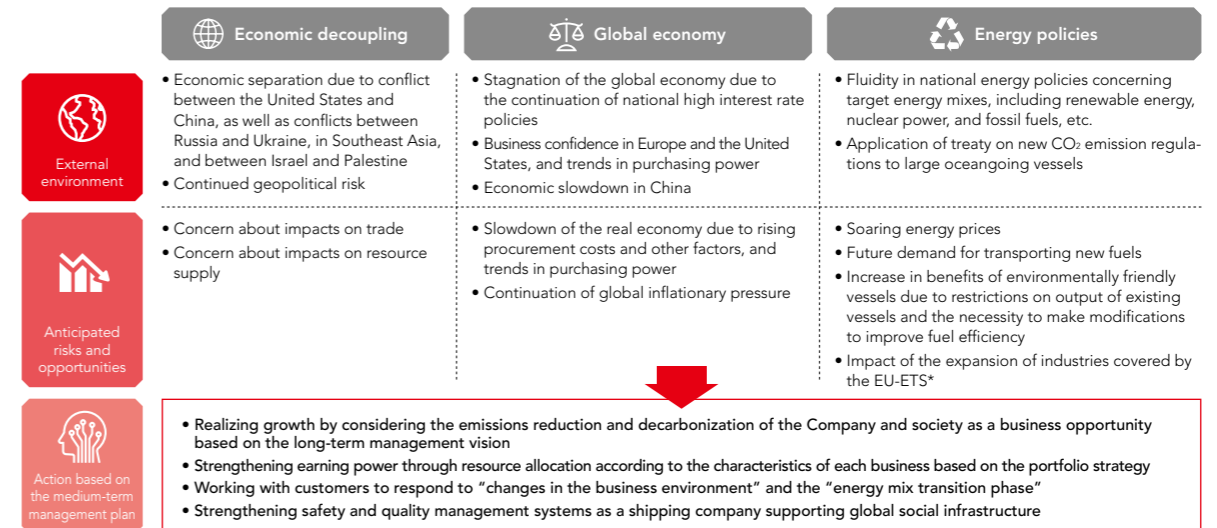 Economic decoupling
Global economy
Energy policies
External
environment
• Economic separation due to conflict
between the United States and
China, as well as conflicts between
Russia and Ukraine, in Southeast Asia,
and between Israel and Palestine
• Continued geopolitical risk
• Stagnation of the global economy due to
the continuation of national high interest rate
policies
• Business confidence in Europe and the United
States, and trends in purchasing power
• Economic slowdown in China
• Fluidity in national energy policies concerning
target energy mixes, including renewable energy,
nuclear power, and fossil fuels, etc.
• Application of treaty on new CO₂ emission regula-
tions to large oceangoing vessels
Anticipated
risks and
opportunities
• Concern about impacts on trade
• Concern about impacts on resource
supply
• Slowdown of the real economy due to rising
procurement costs and other factors, and
trends in purchasing power
• Continuation of global inflationary pressure
• Soaring energy prices
• Future demand for transporting new fuels
• Increase in benefits of environmentally friendly
vessels due to restrictions on output of existing
vessels and the necessity to make modifications
to improve fuel efficiency
• Impact of the expansion of industries covered by
the EU-ETS*
Action based on
the medium-term
management plan
• Realizing growth by considering the emissions reduction and decarbonization of the Company and society as a business opportunity
based on the long-term management vision
• Strengthening earning power through resource allocation according to the characteristics of each business based on the portfolio strategy
• Working with customers to respond to “changes in the business environment” and the “energy mix transition phase”
• Strengthening safety and quality management systems as a shipping company supporting global social infrastructure